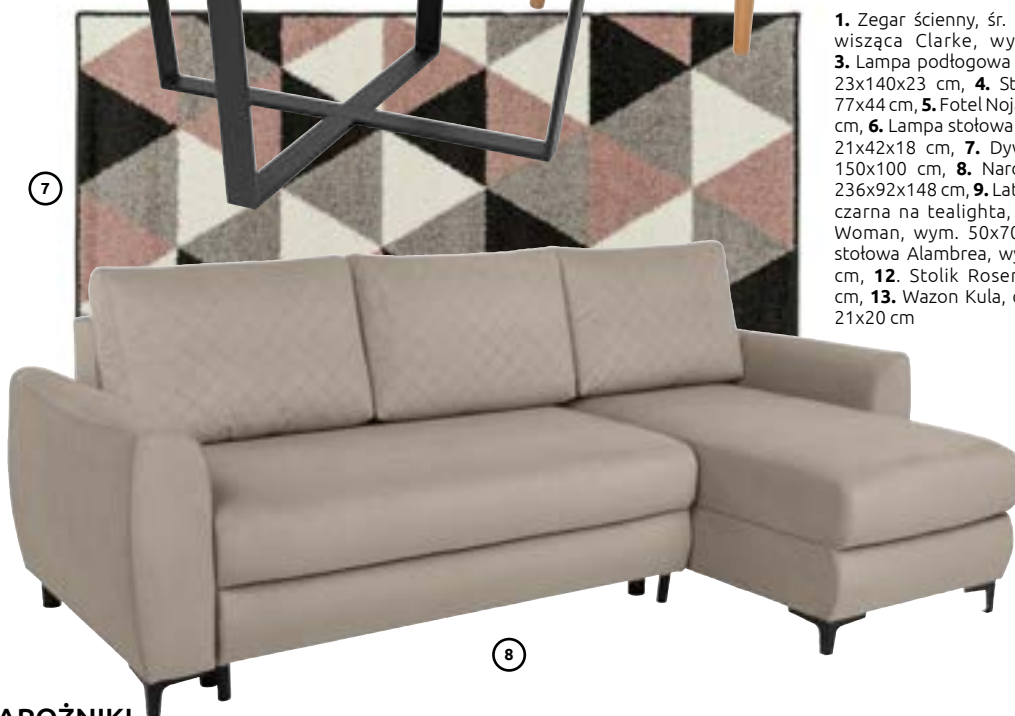 1. Zegar ścienny, śr.
wisząca Clarke, wy
3. Lampa podłogowa
23x140x23 cm, 4. St
77x44 cm, 5. Fotel Noj
cm, 6. Lampa stołowa
21x42x18 cm, 7. Dyw
150x100 cm, 8. Naro
236x92x148 cm, 9. Lat
czarna na tealighta,
Woman, wym. 50x70
stołowa Alambrea, wy
cm, 12. Stolik Roser
cm, 13. Wazon Kula,
21x20 cm
7
8
APOŻNIKI